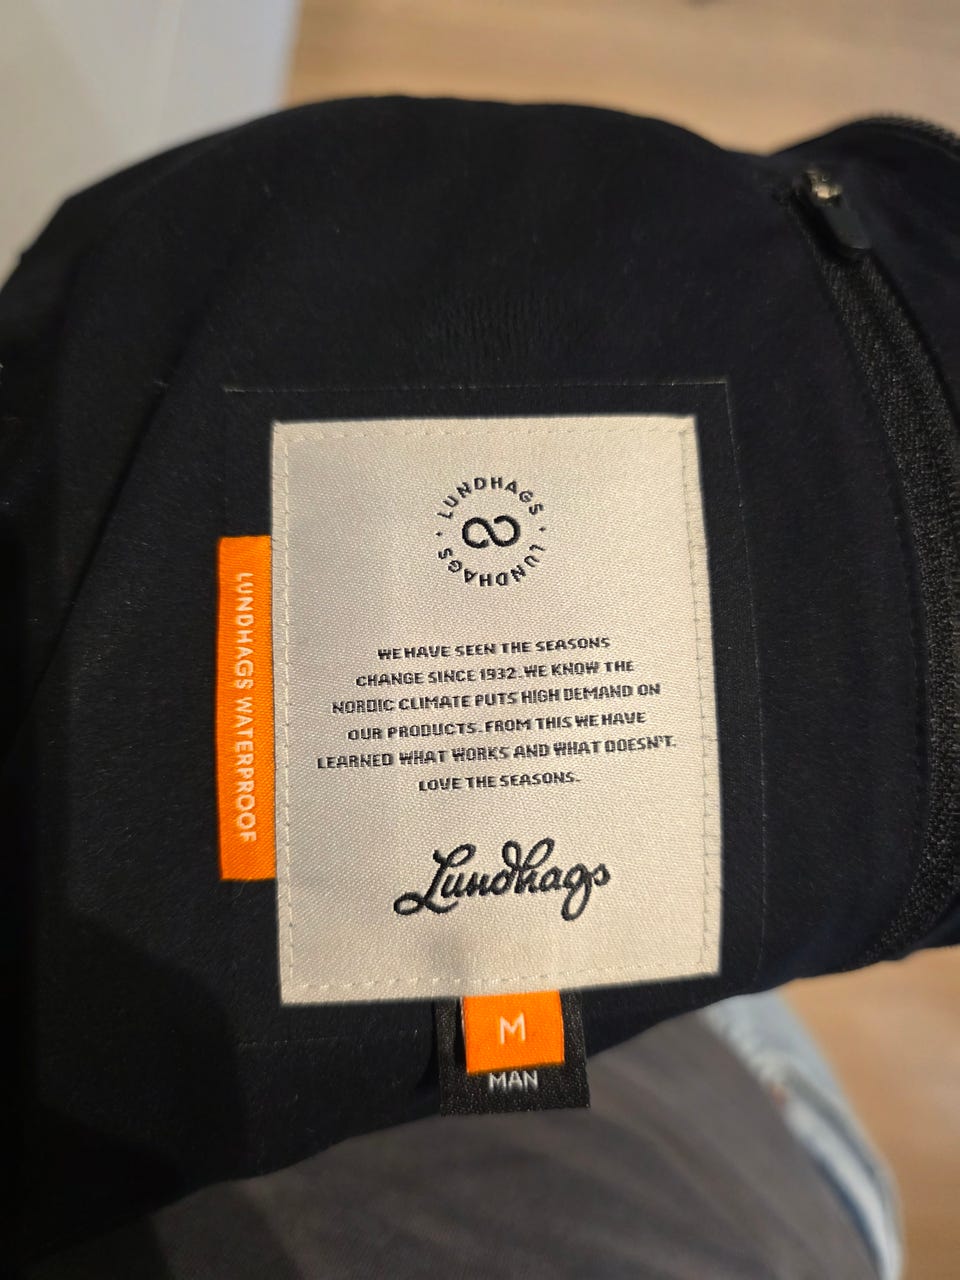 LUNDHAGS · LUNDHAGS ·
WE HAVE SEEN THE SEASONS
CHANGE SINCE 1932. WE KNOW THE
NORDIC CLIMATE PUTS HIGH DEMAND ON
OUR PRODUCTS. FROM THIS WE HAVE
LEARNED WHAT WORKS AND WHAT DOESN'T.
LOVE THE SEASONS.
Lundhags
LUNDHAGS WATERPROOF
M
MAN